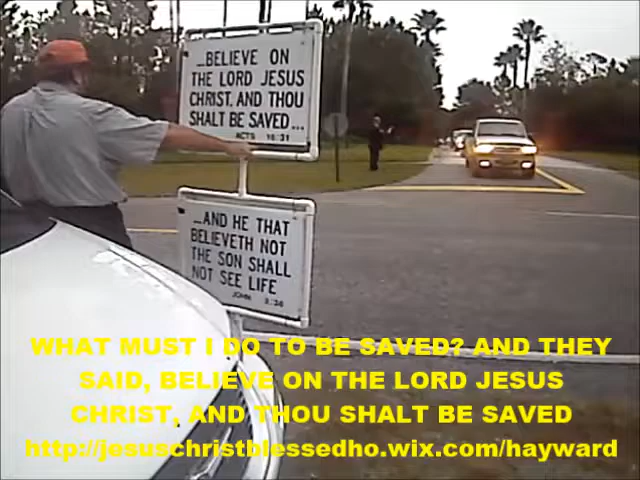 ...BELIEVE ON
THE LORD JESUS
CHRIST, AND THOU
SHALT BE SAVED...
ACTS 16:31
...AND HE THAT
BELIEVETH NOT
THE SON SHALL
NOT SEE LIFE
JOHN 3:36
WHAT MUST I DO TO BE SAVED? AND THEY
SAID, BELIEVE ON THE LORD JESUS
CHRIST, AND THOU SHALT BE SAVED
http://jesuschristblessedho.wix.com/hayward